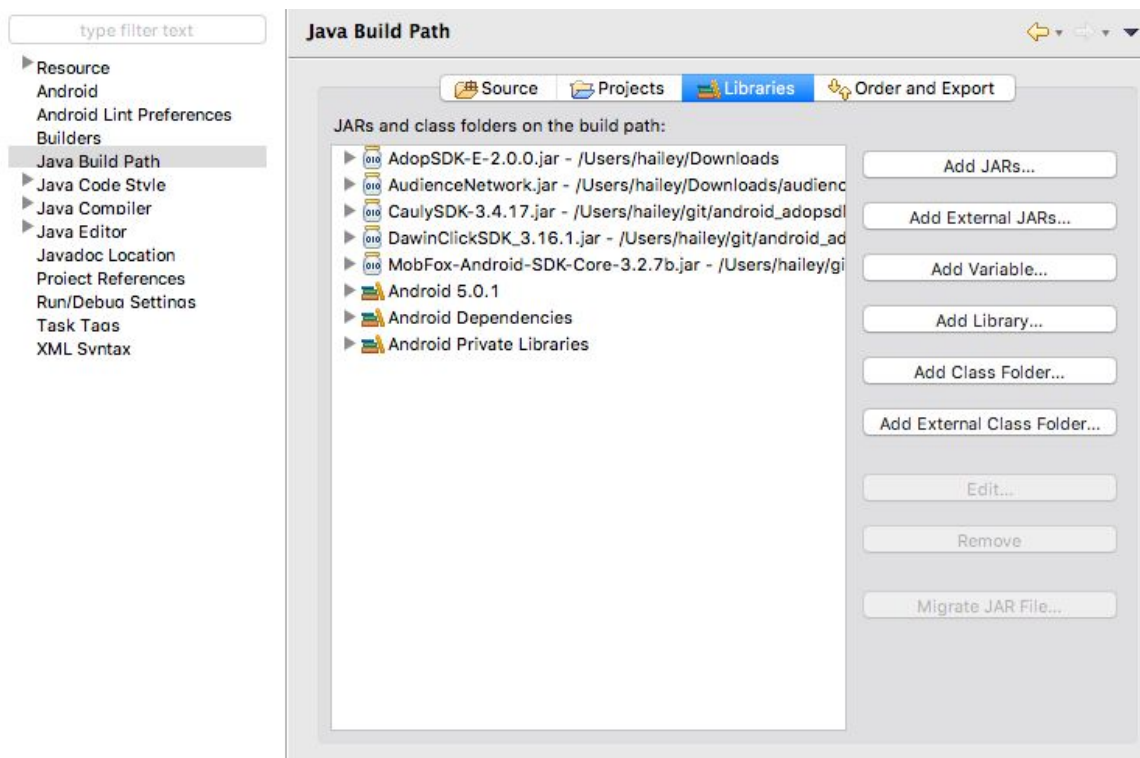 type filter text
Resource
Android
Android Lint Preferences
Builders
Java Build Path
Java Code Style
Java Compiler
Java Editor
Javadoc Location
Project References
Run/Debug Settings
Task Tags
XML Syntax
Java Build Path
Source
Projects
Libraries
Order and Export
JARs and class folders on the build path:
AdopSDK-E-2.0.0.jar - /Users/hailey/Downloads
AudienceNetwork.jar - /Users/hailey/Downloads/audienc
CaulySDK-3.4.17.jar - /Users/hailey/git/android_adopsdl
DawinClickSDK_3.16.1.jar - /Users/hailey/git/android_ad
MobFox-Android-SDK-Core-3.2.7b.jar - /Users/hailey/gi
Android 5.0.1
Android Dependencies
Android Private Libraries
Add JARs...
Add External JARs...
Add Variable...
Add Library...
Add Class Folder...
Add External Class Folder...
Edit...
Remove
Migrate JAR File...